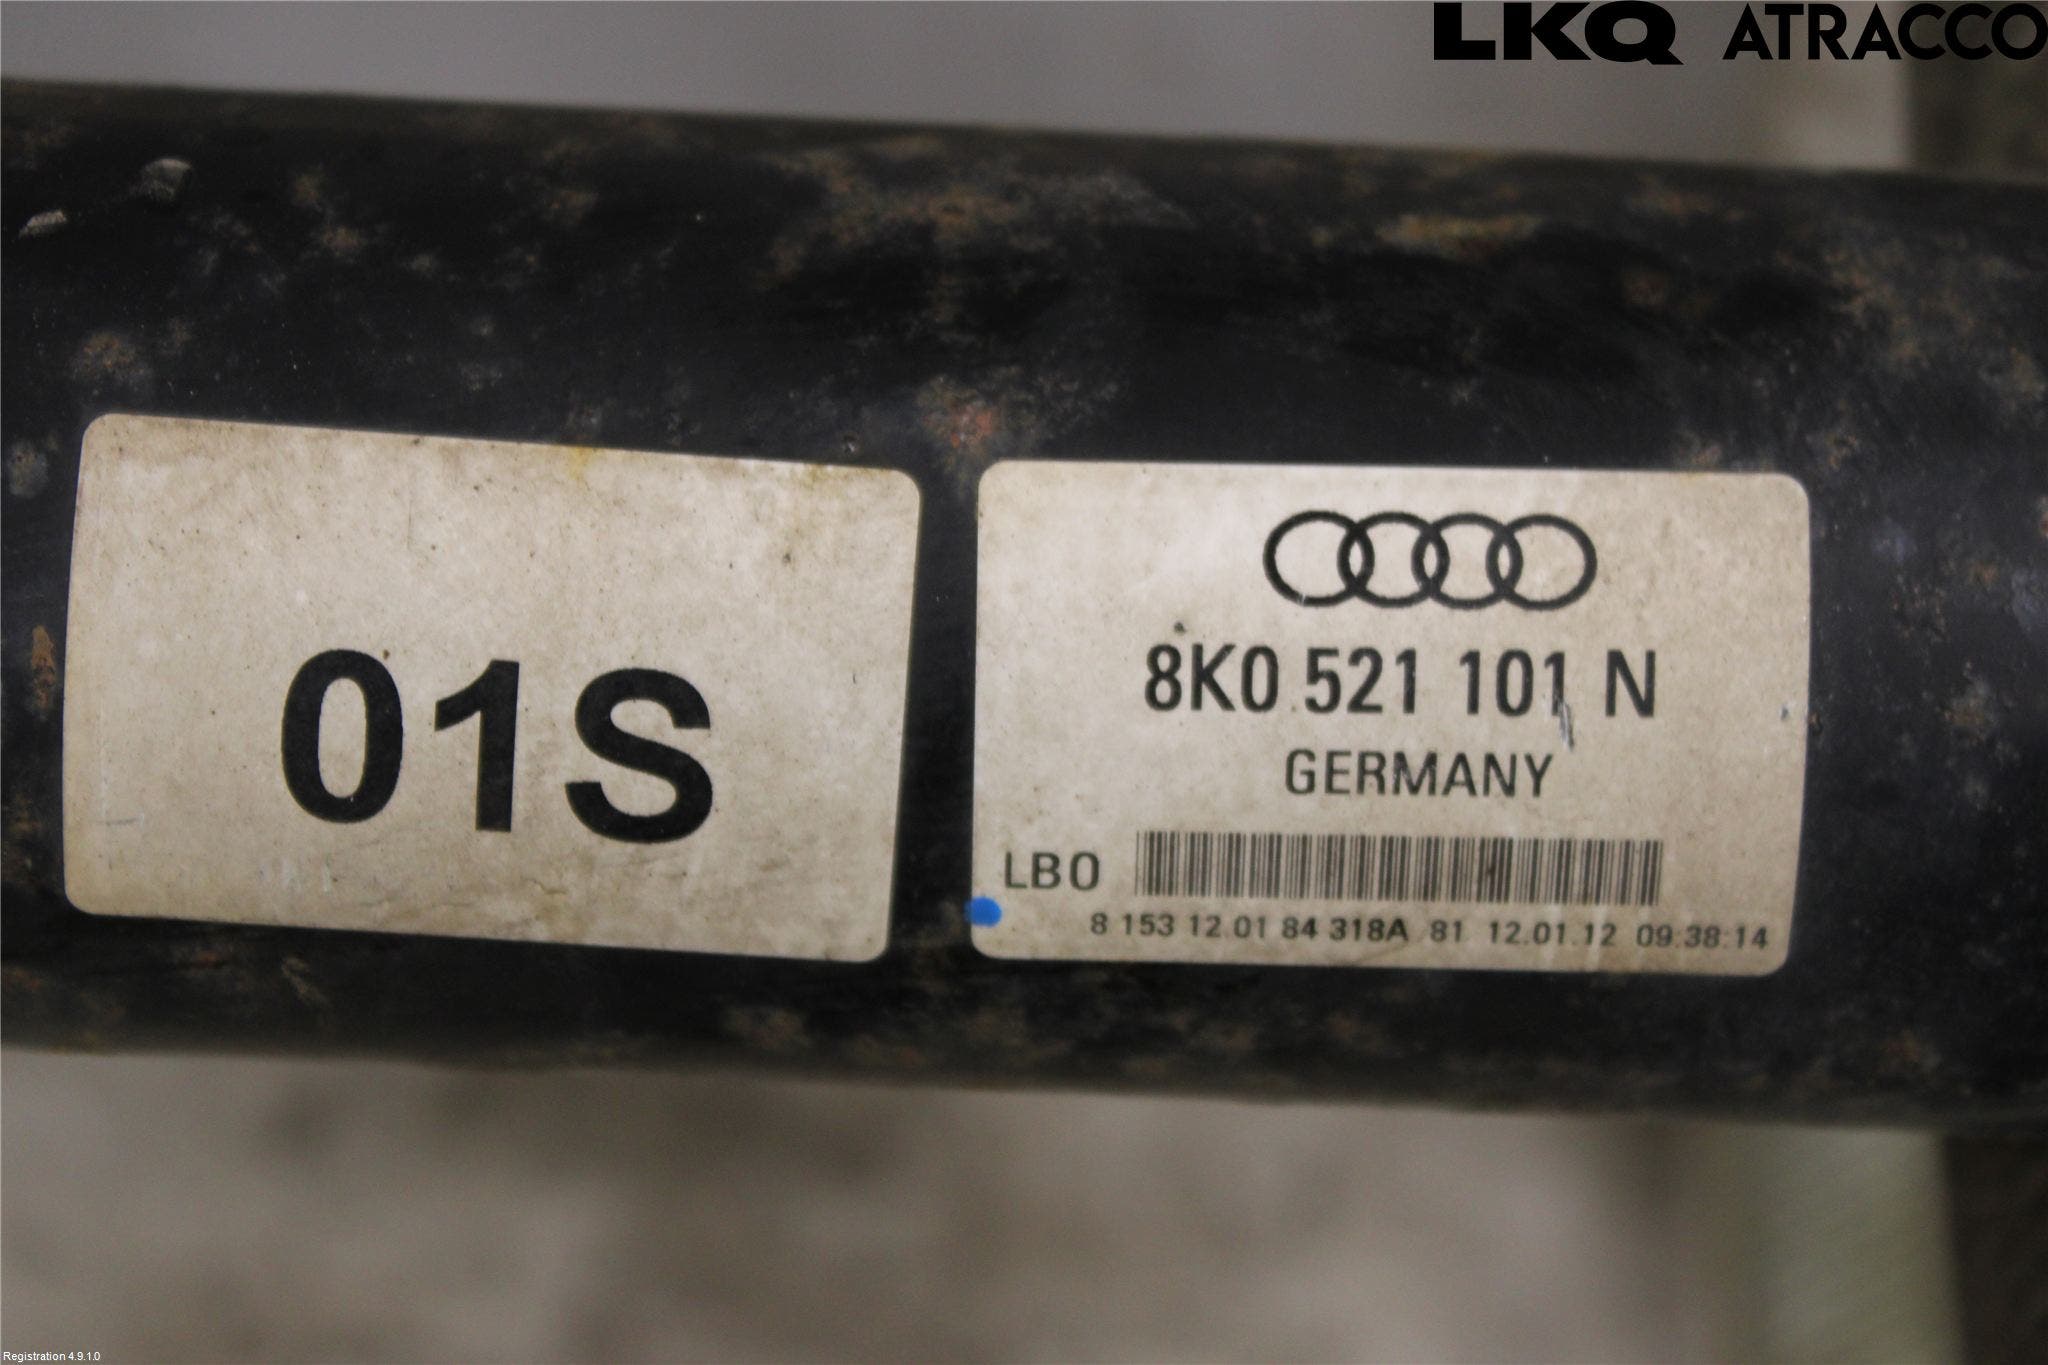 LKQ ATRACCO
01S
8K0 521 101 N
GERMANY
LB0
8 153 12.01 84 318A 81 12.01.12 09:38:14
Registration 4.9.1.0